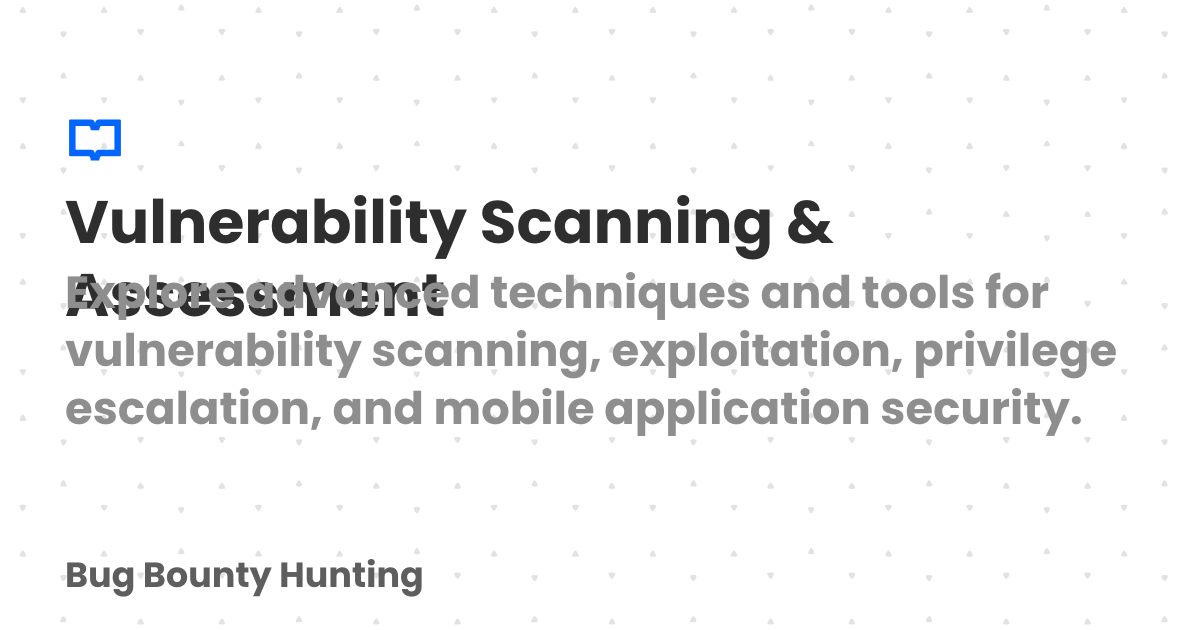 Vulnerability Scanning &
Assessment
Explore advanced techniques and tools for
vulnerability scanning, exploitation, privilege
escalation, and mobile application security.
Bug Bounty Hunting